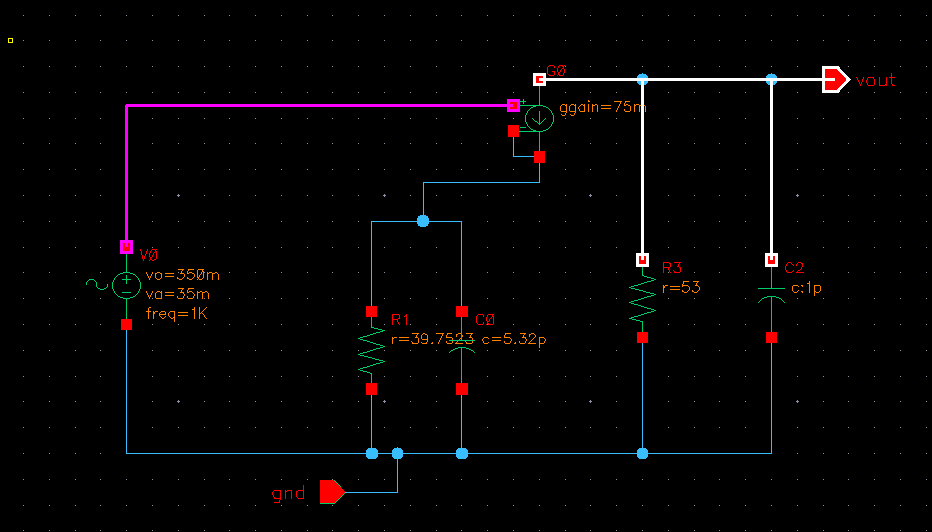 G0
vout
ggain=75m
V0
vo=350m
va=35m
freq=1K
R3
r=53
C2
c:1p
R1
r=39.7523
C0
c=5.32p
gnd